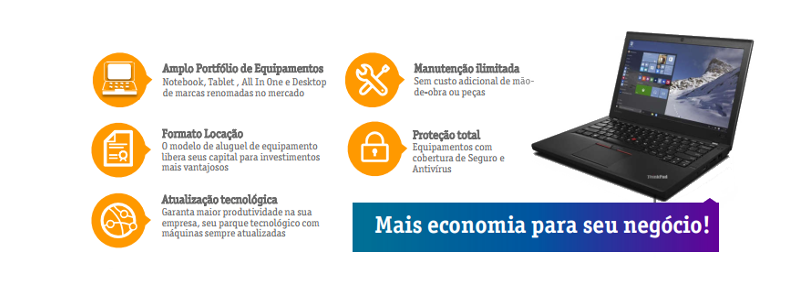 Amplo Portfólio de Equipamentos
Notebook, Tablet , All In One e Desktop
de marcas renomadas no mercado
Formato Locação
O modelo de aluguel de equipamento
libera seus capital para investimentos
mais vantajosos
Atualização tecnológica
Garanta maior produtividade na sua
empresa, seu parque tecnológico com
máquinas sempre atualizadas
Manutenção ilimitada
Sem custo adicional de mão-
de-obra ou peças
Proteção total
Equipamentos com
cobertura de Seguro e
Antivírus
ThinkPad
Mais economia para seu negócio!